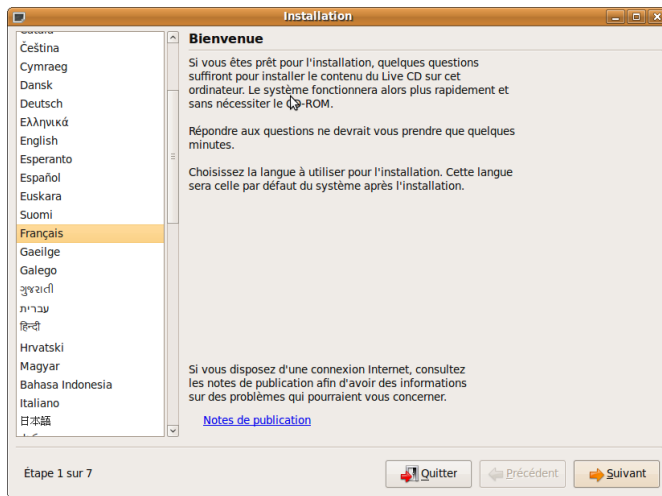 Installation
Čeština
Cymraeg
Dansk
Deutsch
Ελληνικά
English
Esperanto
Español
Euskara
Suomi
Français
Gaeilge
Galego
ગુજરાતી
עברית
हिन्दी
Hrvatski
Magyar
Bahasa Indonesia
Italiano
日本語
Bienvenue
Si vous êtes prêt pour l'installation, quelques questions
suffiront pour installer le contenu du Live CD sur cet
ordinateur. Le système fonctionnera alors plus rapidement et
sans nécessiter le CD-ROM.
Répondre aux questions ne devrait vous prendre que quelques
minutes.
Choisissez la langue à utiliser pour l'installation. Cette langue
sera celle par défaut du système après l'installation.
Si vous disposez d'une connexion Internet, consultez
les notes de publication afin d'avoir des informations
sur des problèmes qui pourraient vous concerner.
Notes de publication
Étape 1 sur 7
Quitter
Précédent
Suivant